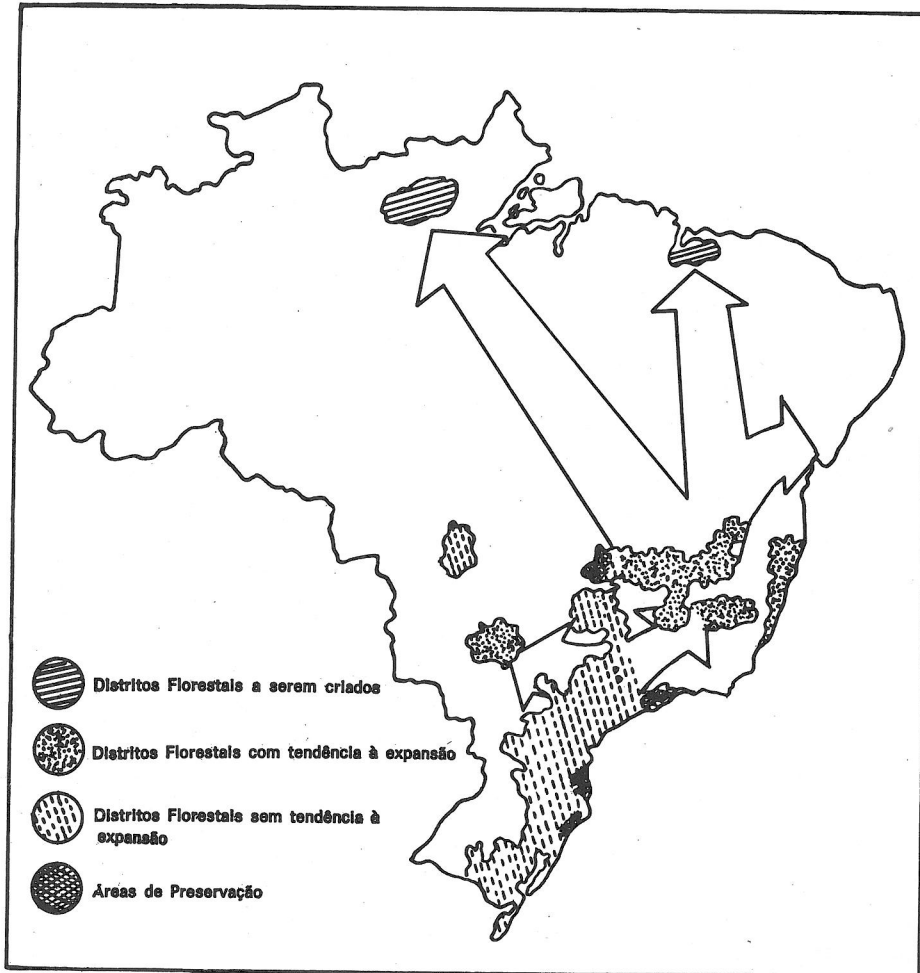 Distritos Florestais a serem criados
Distritos Florestais com tendência à expansão
Distritos Florestais sem tendência à
expansão
Áreas de Preservação